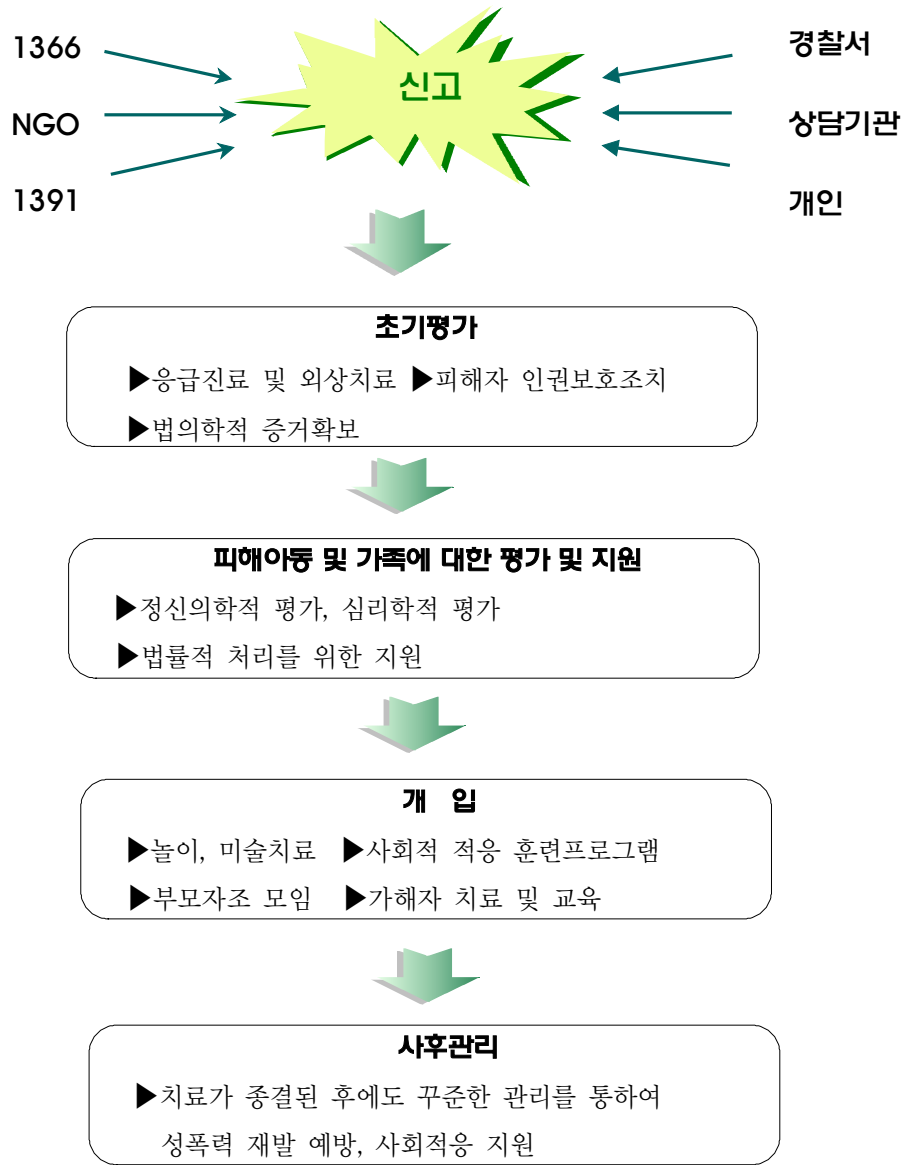 1366
NGO
1391
신고
경찰서
상담기관
개인
초기평가
▶응급진료 및 외상치료 ▶피해자 인권보호조치
▶법의학적 증거확보
피해아동 및 가족에 대한 평가 및 지원
▶정신의학적 평가, 심리학적 평가
▶법률적 처리를 위한 지원
개 입
▶놀이, 미술치료 ▶사회적 적응 훈련프로그램
▶부모자조 모임 ▶가해자 치료 및 교육
사후관리
▶치료가 종결된 후에도 꾸준한 관리를 통하여
성폭력 재발 예방, 사회적응 지원